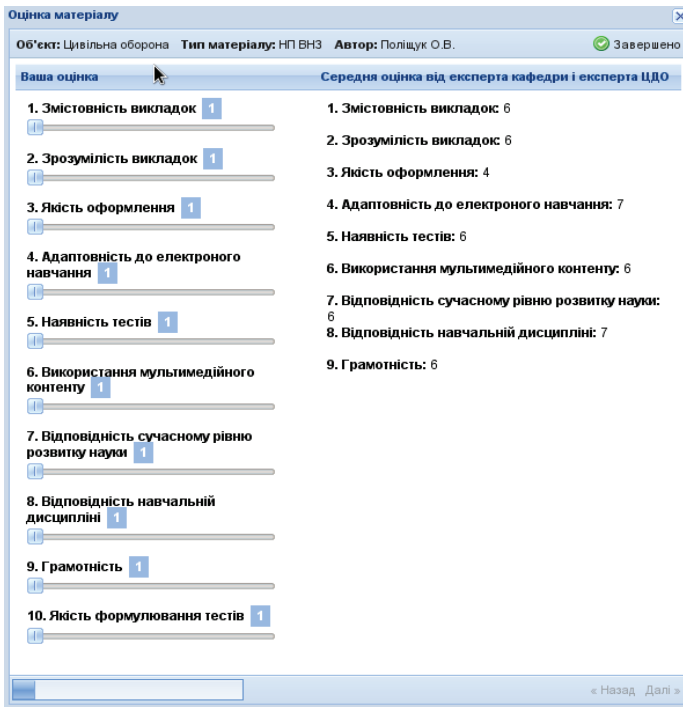 Оцінка матеріалу
Об'єкт: Цивільна оборона Тип матеріалу: НП ВНЗ Автор: Поліщук О.В. Завершено
Ваша оцінка
1. Змістовність викладок 1
2. Зрозумілість викладок 1
3. Якість оформлення 1
4. Адаптовність до електроного
навчання 1
5. Наявність тестів 1
6. Використання мультимедійного
контенту 1
7. Відповідність сучасному рівню
розвитку науки 1
8. Відповідність навчальній
дисципліні 1
9. Грамотність 1
10. Якість формулювання тестів 1
Середня оцінка від експерта кафедри і експерта ЦДО
1. Змістовність викладок: 6
2. Зрозумілість викладок: 6
3. Якість оформлення: 4
4. Адаптовність до електроного навчання: 7
5. Наявність тестів: 6
6. Використання мультимедійного контенту: 6
7. Відповідність сучасному рівню розвитку науки:
6
8. Відповідність навчальній дисципліні: 7
9. Грамотність: 6
« Назад Далі »